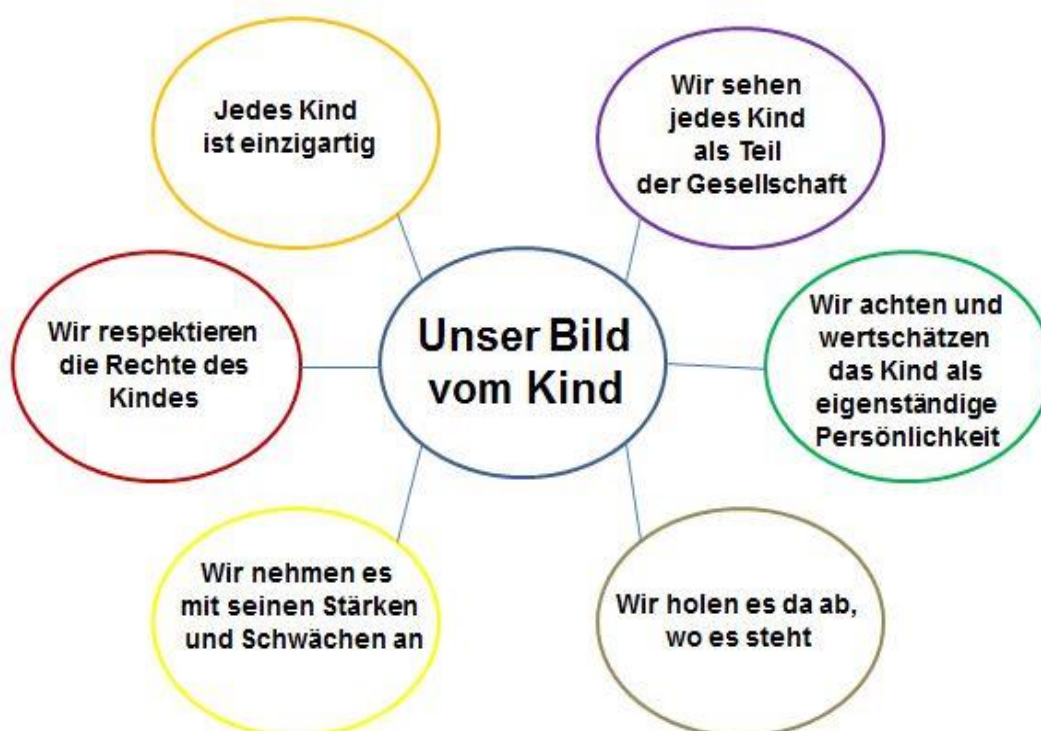 Jedes Kind
ist einzigartig
Wir sehen
jedes Kind
als Teil
der Gesellschaft
Wir respektieren
die Rechte des
Kindes
Unser Bild
vom Kind
Wir achten und
wertschätzen
das Kind als
eigenständige
Persönlichkeit
Wir nehmen es
mit seinen Stärken
und Schwächen an
Wir holen es da ab,
wo es steht